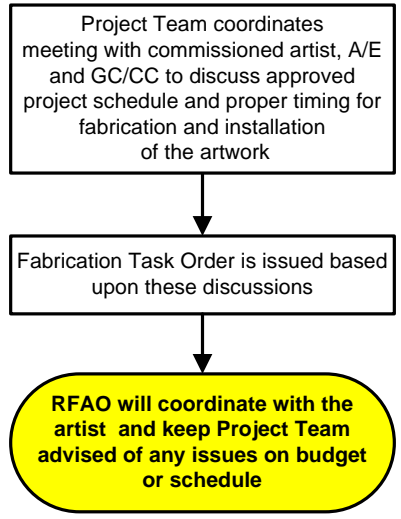 Project Team coordinates
meeting with commissioned artist, A/E
and GC/CC to discuss approved
project schedule and proper timing for
fabrication and installation
of the artwork
Fabrication Task Order is issued based
upon these discussions
RFAO will coordinate with the
artist and keep Project Team
advised of any issues on budget
or schedule